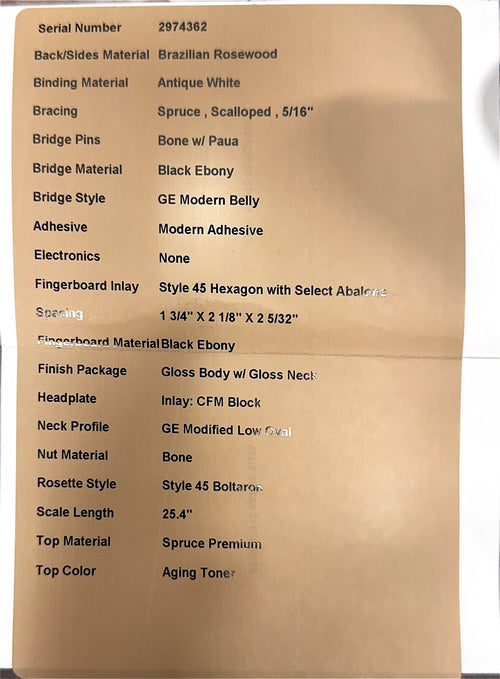 Serial Number 2974362
Back/Sides Material Brazilian Rosewood
Binding Material Antique White
Bracing Spruce , Scalloped , 5/16"
Bridge Pins Bone w/ Paua
Bridge Material Black Ebony
Bridge Style GE Modern Belly
Adhesive Modern Adhesive
Electronics None
Fingerboard Inlay Style 45 Hexagon with Select Abalone
Spacing 1 3/4" X 2 1/8" X 2 5/32"
Fingerboard Material Black Ebony
Finish Package Gloss Body w/ Gloss Neck
Headplate Inlay: CFM Block
Neck Profile GE Modified Low Oval
Nut Material Bone
Rosette Style Style 45 Boltaron
Scale Length 25.4"
Top Material Spruce Premium
Top Color Aging Toner